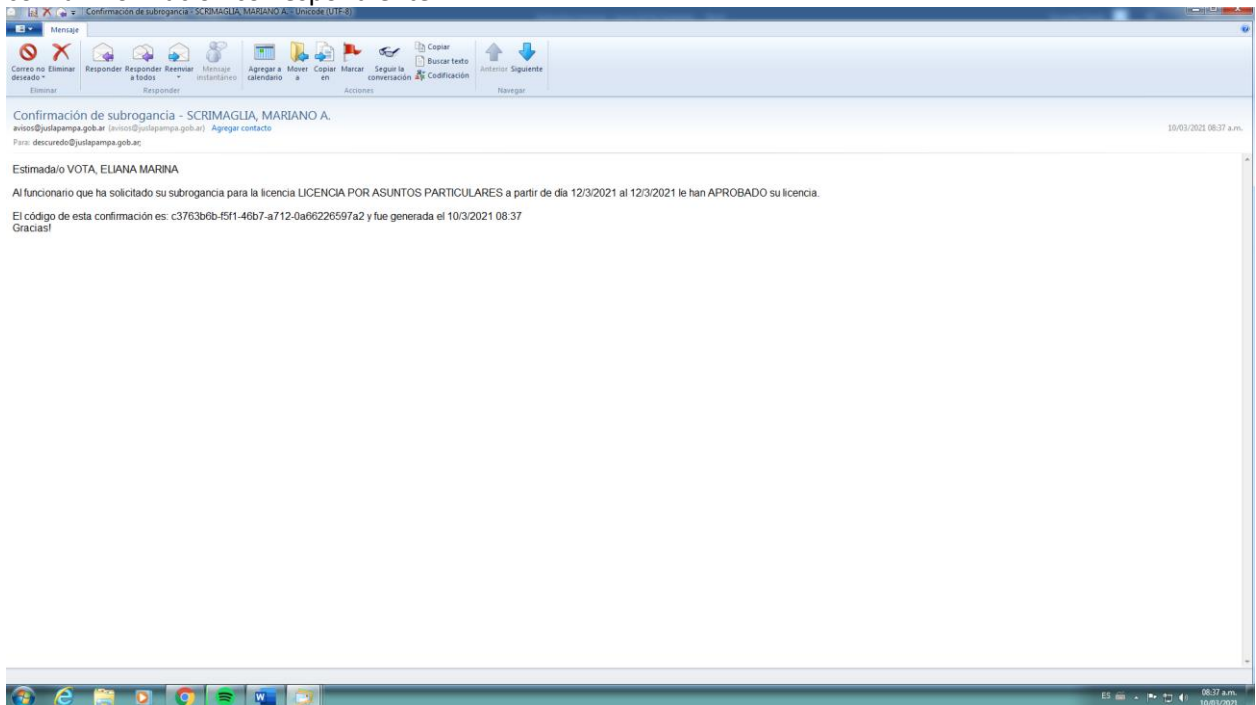 Confirmación de subrogancia - SCRIMAGLIA, MARIANO A. - Unicode (UTF-8)
Mensaje
Correo no deseado
Eliminar
Responder
Responder a todos
Reenviar
Mensaje instantáneo
Agregar a calendario
Mover a
Copiar en
Marcar
Seguir la conversación
Copiar
Buscar texto
Codificación
Anterior
Siguiente
Eliminar
Responder
Acciones
Navegar
Confirmación de subrogancia - SCRIMAGLIA, MARIANO A.
avisos@juslapampa.gob.ar (avisos@juslapampa.gob.ar) Agregar contacto
10/03/2021 08:37 a.m.
Para: descuredo@juslapampa.gob.ar;
Estimada/o VOTA, ELIANA MARINA
Al funcionario que ha solicitado su subrogancia para la licencia LICENCIA POR ASUNTOS PARTICULARES a partir de día 12/3/2021 al 12/3/2021 le han APROBADO su licencia.
El código de esta confirmación es: c3763b6b-f5f1-46b7-a712-0a66226597a2 y fue generada el 10/3/2021 08:37
Gracias!
ES
08:37 a.m.
10/03/2021